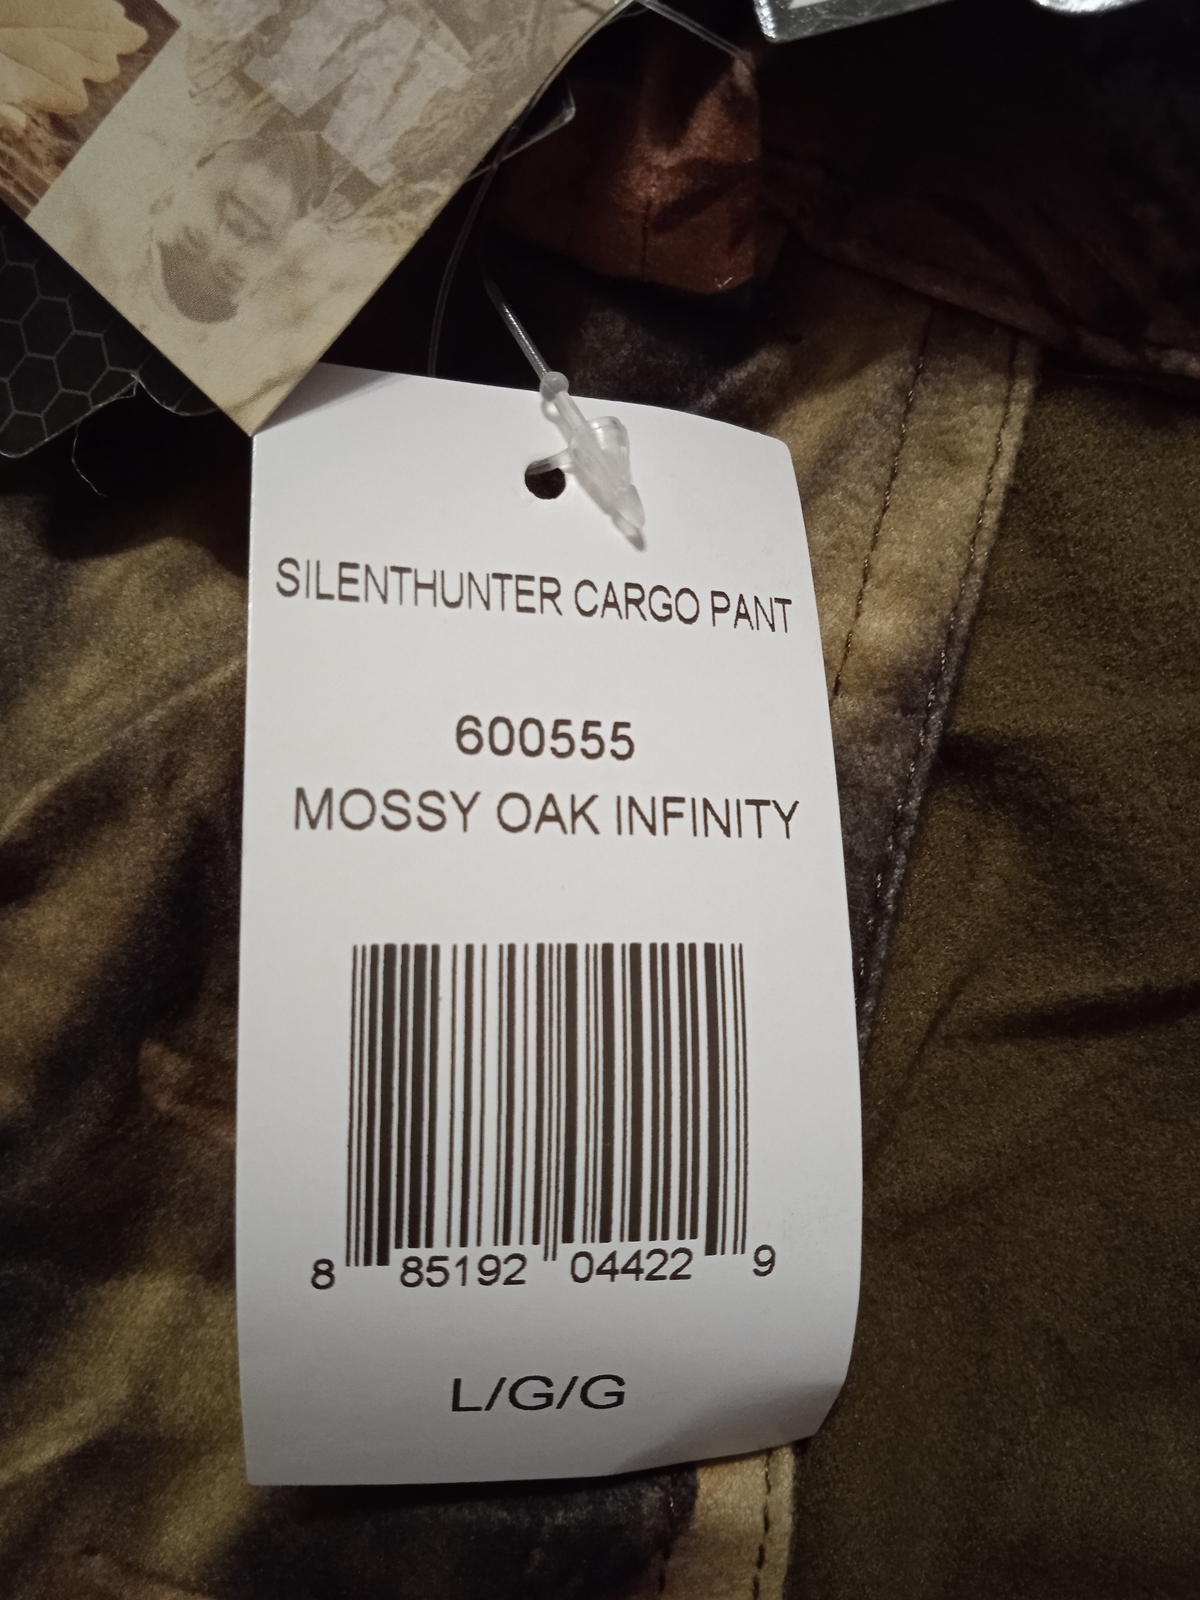 SILENTHUNTER CARGO PANT
600555
MOSSY OAK INFINITY
8 85192 04422 9
L/G/G